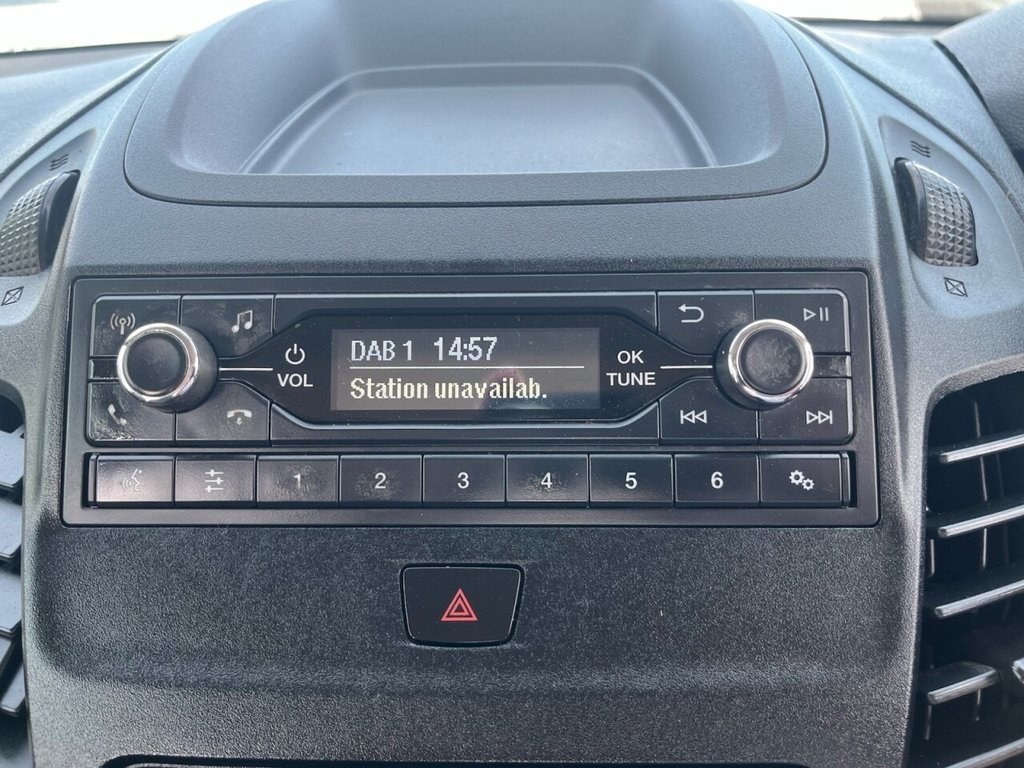 DAB 1 14:57
Station unavailab.
VOL
OK
TUNE
1 2 3 4 5 6